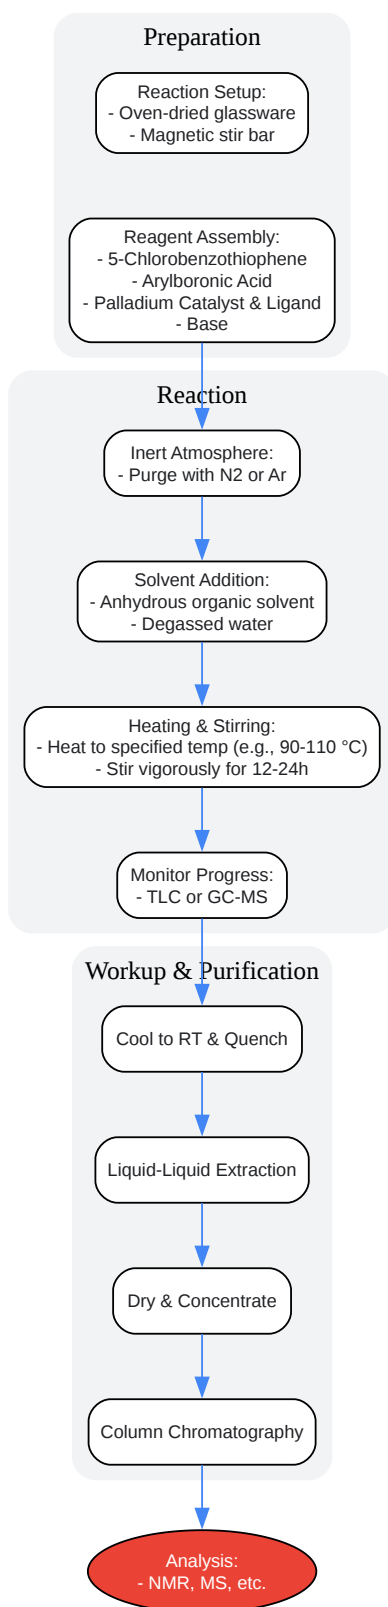 Preparation
Reaction Setup:
- Oven-dried glassware
- Magnetic stir bar
Reagent Assembly:
- 5-Chlorobenzothiophene
- Arylboronic Acid
- Palladium Catalyst & Ligand
- Base
Reaction
Inert Atmosphere:
- Purge with N2 or Ar
Solvent Addition:
- Anhydrous organic solvent
- Degassed water
Heating & Stirring:
- Heat to specified temp (e.g., 90-110 °C)
- Stir vigorously for 12-24h
Monitor Progress:
- TLC or GC-MS
Workup & Purification
Cool to RT & Quench
Liquid-Liquid Extraction
Dry & Concentrate
Column Chromatography
Analysis:
- NMR, MS, etc.